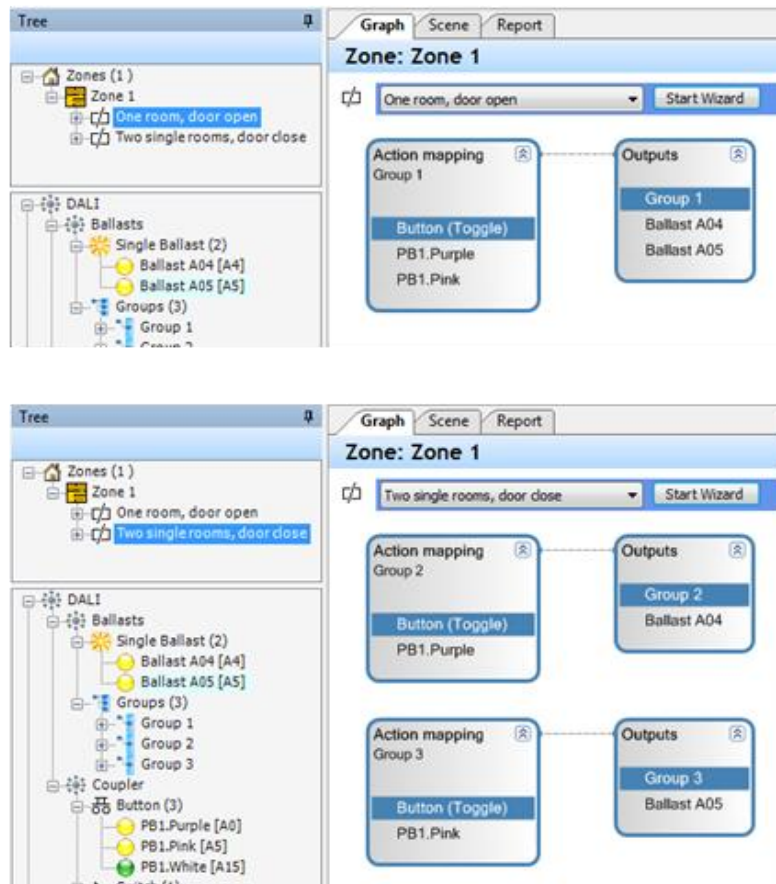 Tree
Zones (1)
Zone 1
One room, door open
Two single rooms, door close
DALI
Ballasts
Single Ballast (2)
Ballast A04 [A4]
Ballast A05 [A5]
Groups (3)
Group 1
Graph Scene Report
Zone: Zone 1
One room, door open Start Wizard
Action mapping
Group 1
Button (Toggle)
PB1.Purple
PB1.Pink
Outputs
Group 1
Ballast A04
Ballast A05
Tree
Zones (1)
Zone 1
One room, door open
Two single rooms, door close
DALI
Ballasts
Single Ballast (2)
Ballast A04 [A4]
Ballast A05 [A5]
Groups (3)
Group 1
Group 2
Group 3
Coupler
Button (3)
PB1.Purple [A0]
PB1.Pink [A5]
PB1.White [A15]
Graph Scene Report
Zone: Zone 1
Two single rooms, door close Start Wizard
Action mapping
Group 2
Button (Toggle)
PB1.Purple
Outputs
Group 2
Ballast A04
Action mapping
Group 3
Button (Toggle)
PB1.Pink
Outputs
Group 3
Ballast A05